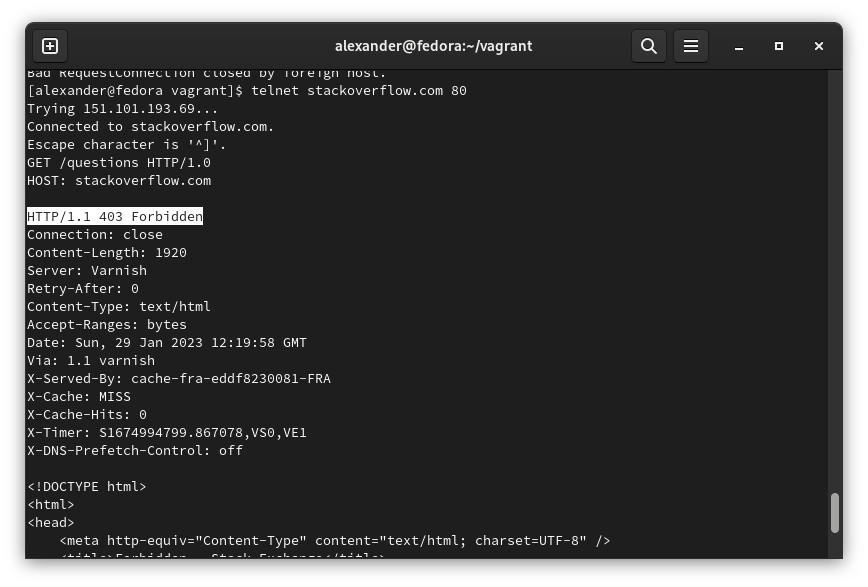 alexander@fedora:~/vagrant
Bad RequestConnection closed by foreign host.
[alexander@fedora vagrant]$ telnet stackoverflow.com 80
Trying 151.101.193.69...
Connected to stackoverflow.com.
Escape character is '^]'.
GET /questions HTTP/1.0
HOST: stackoverflow.com
HTTP/1.1 403 Forbidden
Connection: close
Content-Length: 1920
Server: Varnish
Retry-After: 0
Content-Type: text/html
Accept-Ranges: bytes
Date: Sun, 29 Jan 2023 12:19:58 GMT
Via: 1.1 varnish
X-Served-By: cache-fra-eddf8230081-FRA
X-Cache: MISS
X-Cache-Hits: 0
X-Timer: S1674994799.867078,VS0,VE1
X-DNS-Prefetch-Control: off
<!DOCTYPE html>
<html>
<head>
    <meta http-equiv="Content-Type" content="text/html; charset=UTF-8" />
    <title>Forbidden - Stack Exchange</title>